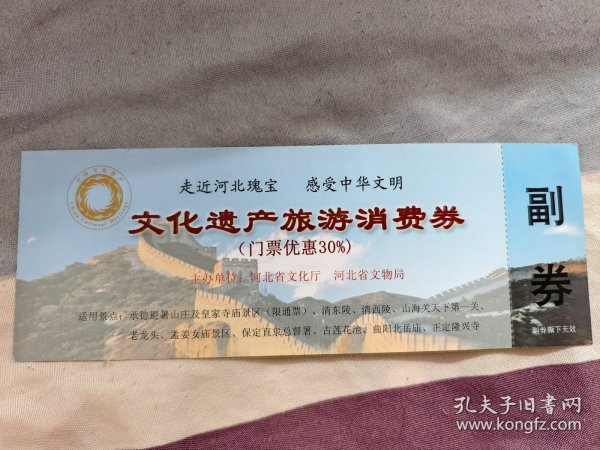 走近河北瑰宝 感受中华文明
文化遗产旅游消费券
(门票优惠30%)
主办单位：河北省文化厅 河北省文物局
适用景点：承德避暑山庄及皇家寺庙景区（限通票）、清东陵、清西陵、山海关天下第一关、
老龙头、孟姜女庙景区、保定直隶总督署、古莲花池、曲阳北岳庙、正定隆兴寺
副券
副券撕下无效
孔夫子旧书网
www.kongfz.com